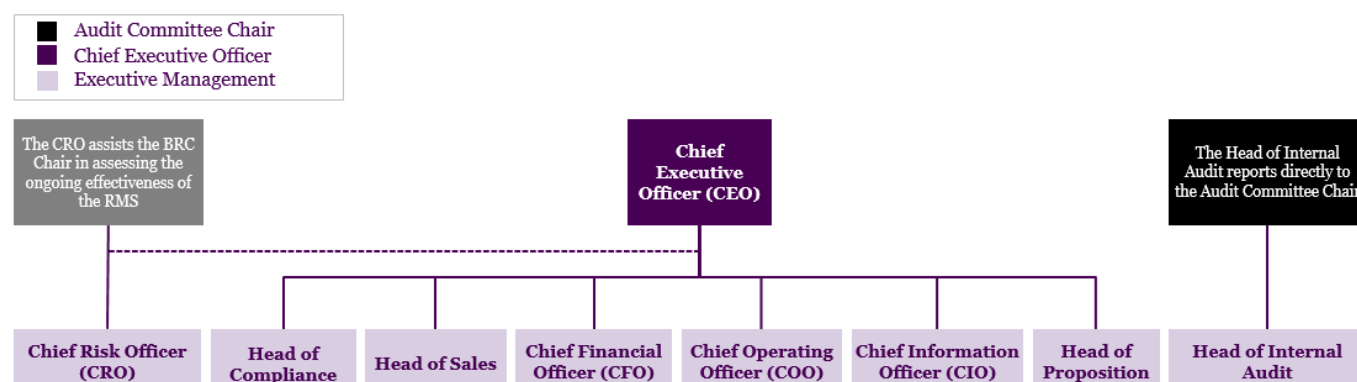 Audit Committee Chair
Chief Executive Officer
Executive Management
The CRO assists the BRC
Chair in assessing the
ongoing effectiveness of
the RMS
Chief
Executive
Officer (CEO)
The Head of Internal
Audit reports directly to
the Audit Committee Chair
Chief Risk Officer
(CRO)
Head of
Compliance
Head of Sales
Chief Financial
Officer (CFO)
Chief Operating
Officer (COO)
Chief Information
Officer (CIO)
Head of
Proposition
Head of Internal
Audit